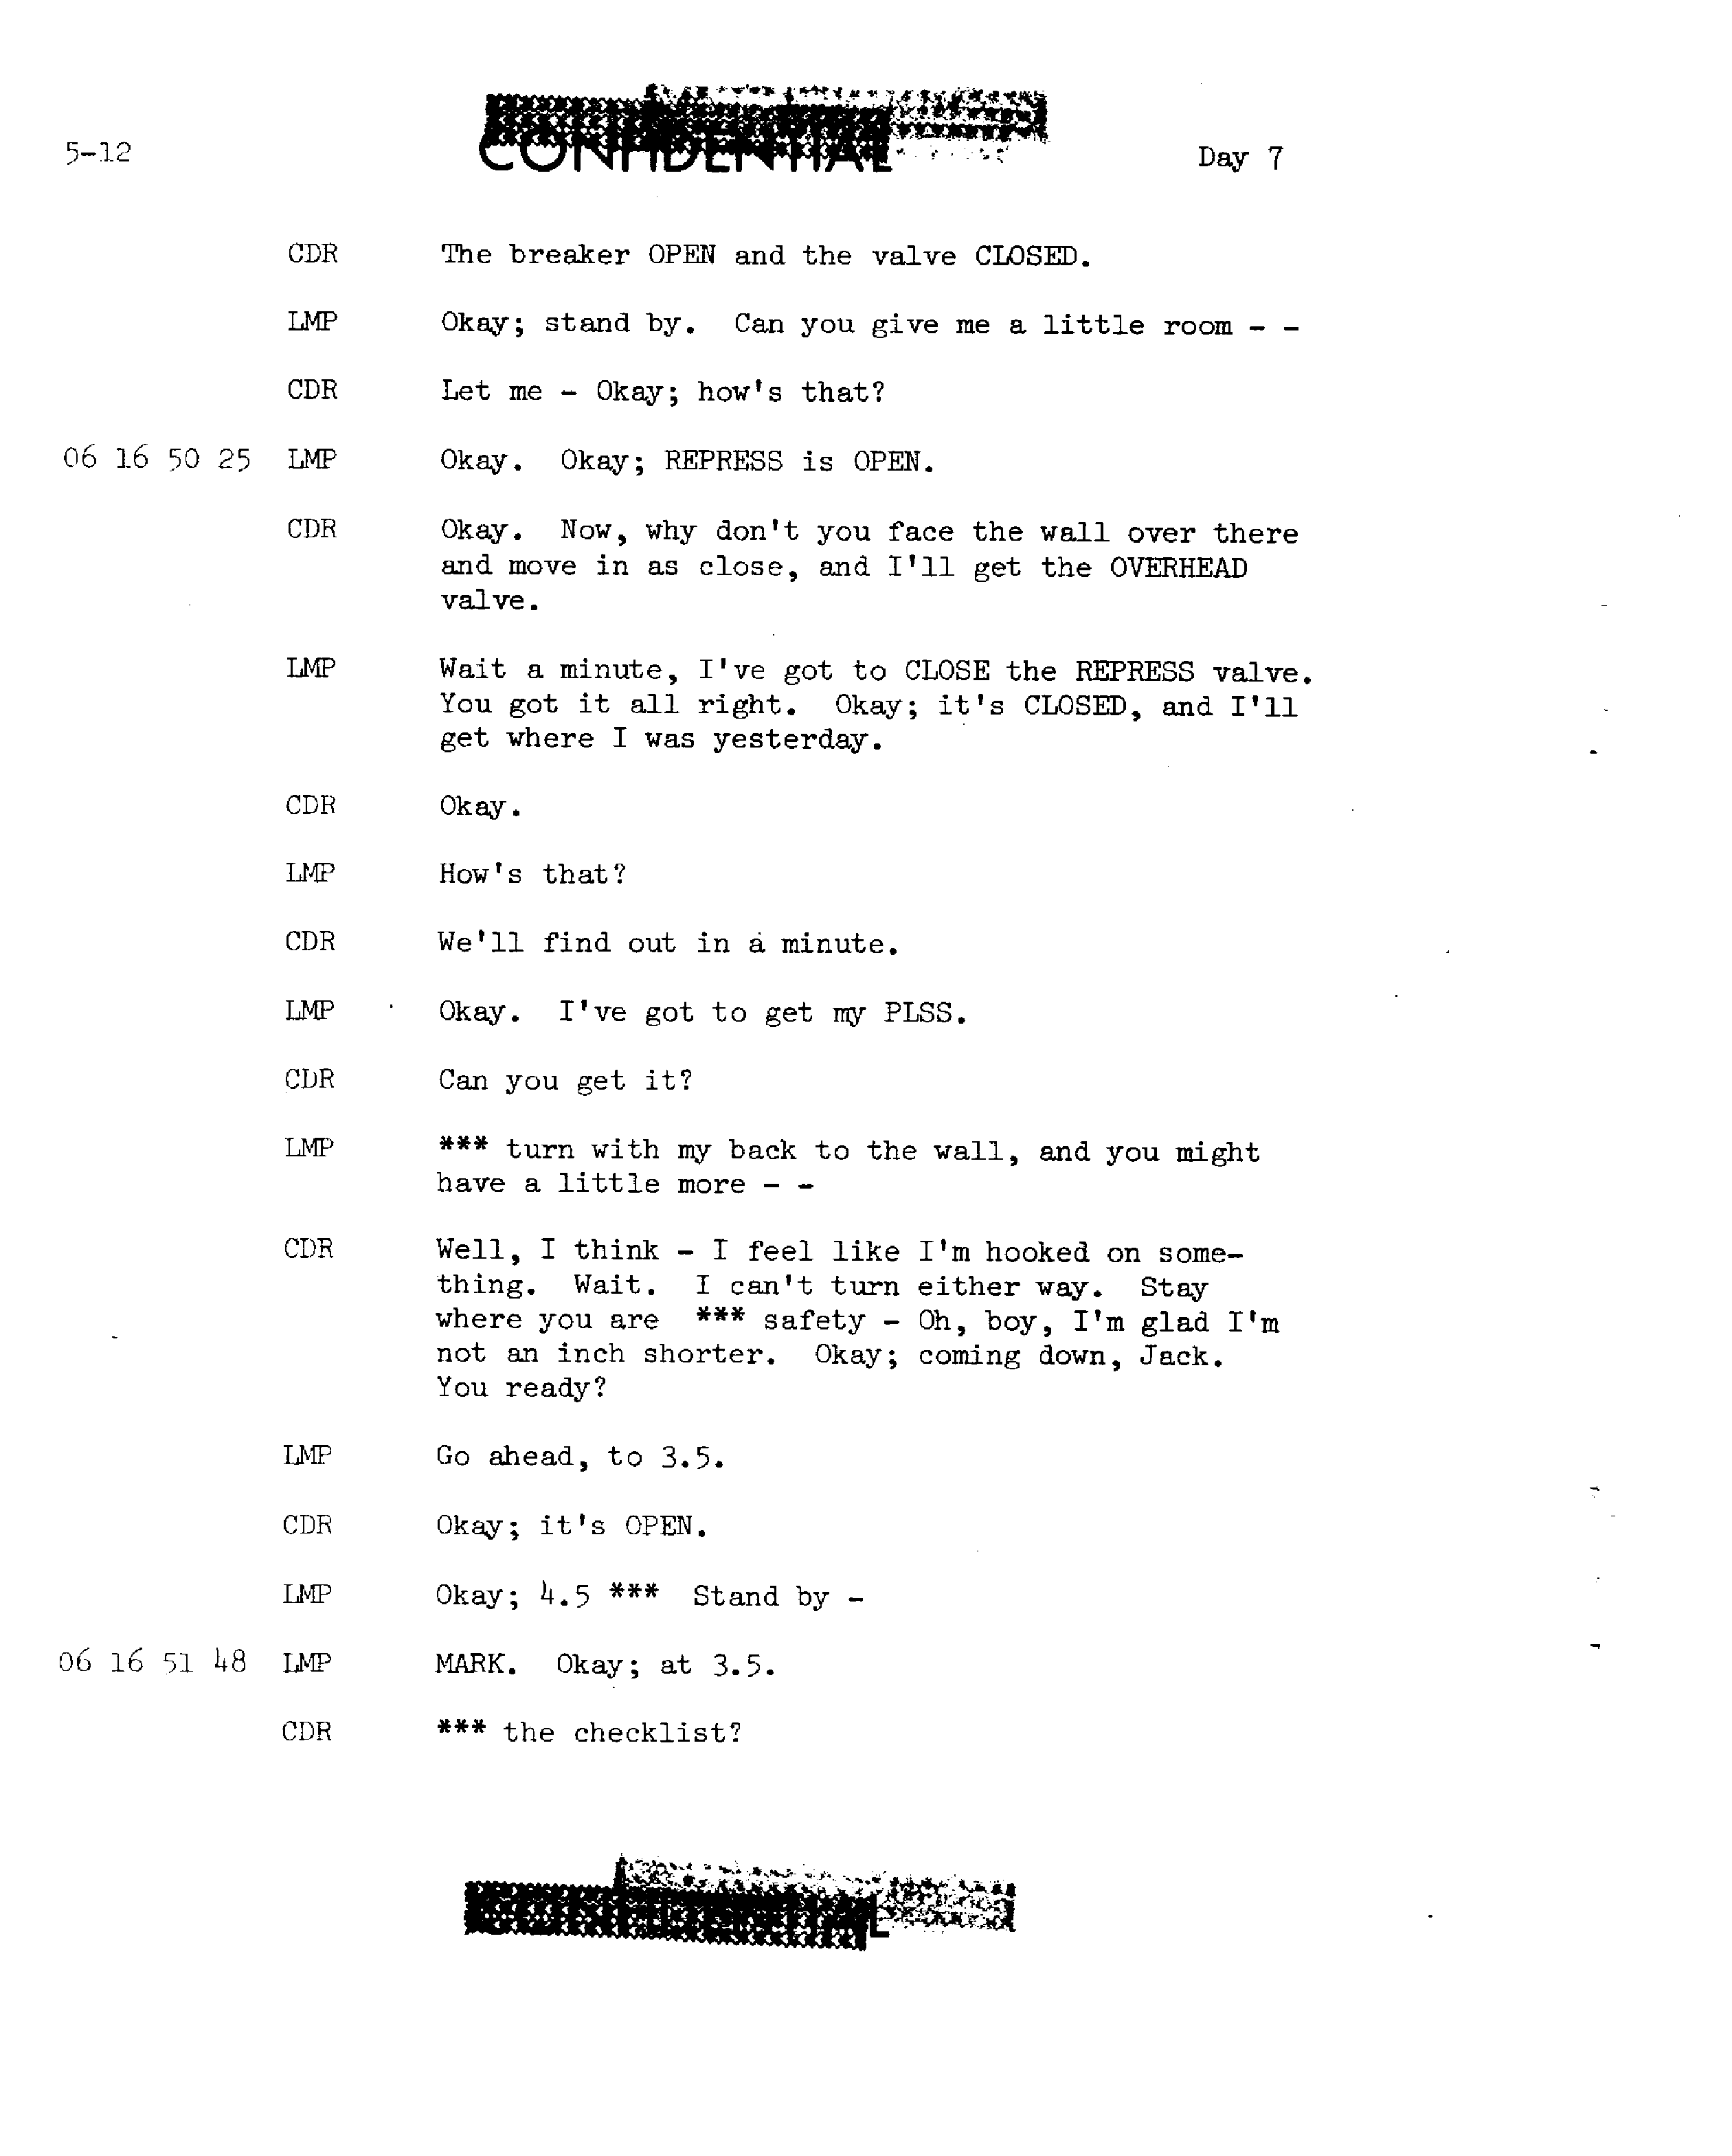 5-12
CONFIDENTIAL
Day 7
CDR The breaker OPEN and the valve CLOSED.
LMP Okay; stand by. Can you give me a little room - -
CDR Let me - Okay; how's that?
06 16 50 25 LMP Okay. Okay; REPRESS is OPEN.
CDR Okay. Now, why don't you face the wall over there
and move in as close, and I'll get the OVERHEAD
valve.
LMP Wait a minute, I've got to CLOSE the REPRESS valve.
You got it all right. Okay; it's CLOSED, and I'll
get where I was yesterday.
CDR Okay.
LMP How's that?
CDR We'll find out in a minute.
LMP Okay. I've got to get my PLSS.
CDR Can you get it?
LMP *** turn with my back to the wall, and you might
have a little more - -
CDR Well, I think - I feel like I'm hooked on some-
thing. Wait. I can't turn either way. Stay
where you are *** safety - Oh, boy, I'm glad I'm
not an inch shorter. Okay; coming down, Jack.
You ready?
LMP Go ahead, to 3.5.
CDR Okay; it's OPEN.
LMP Okay; 4.5 *** Stand by -
06 16 51 48 LMP MARK. Okay; at 3.5.
CDR *** the checklist?
CONFIDENTIAL